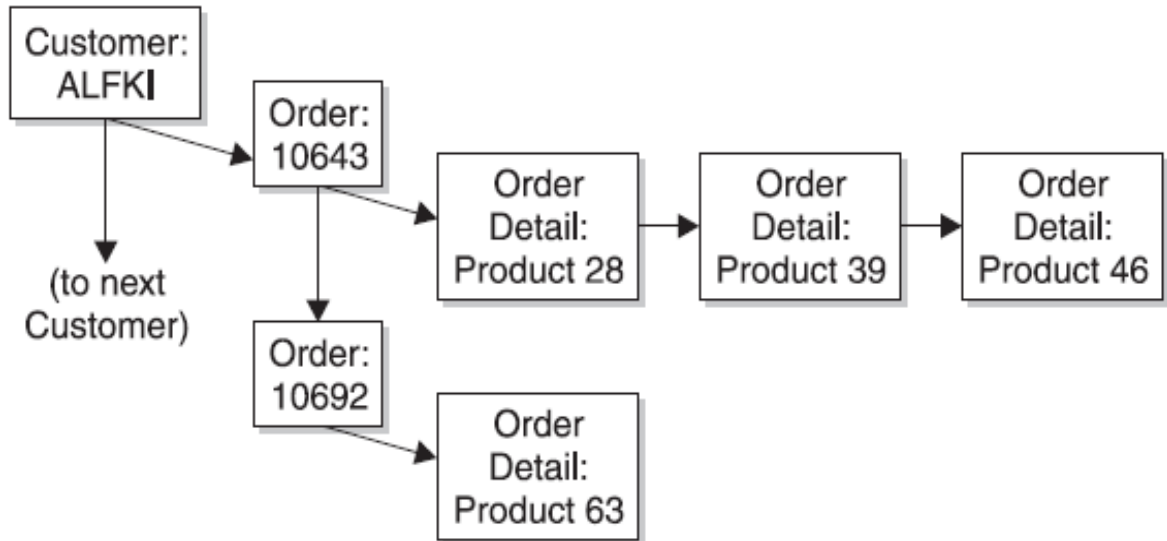 Customer:
ALFKI
Order:
10643
Order
Detail:
Product 28
Order
Detail:
Product 39
Order
Detail:
Product 46
(to next
Customer)
Order:
10692
Order
Detail:
Product 63